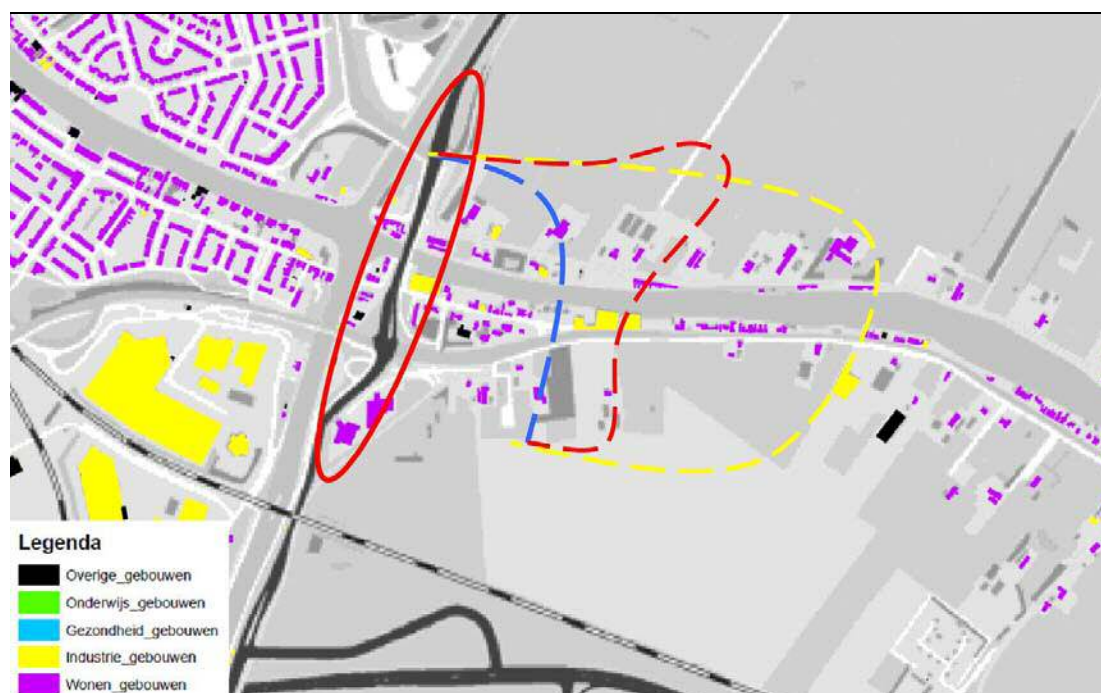 Legenda
Overige_gebouwen
Onderwijs_gebouwen
Gezondheid_gebouwen
Industrie_gebouwen
Wonen_gebouwen